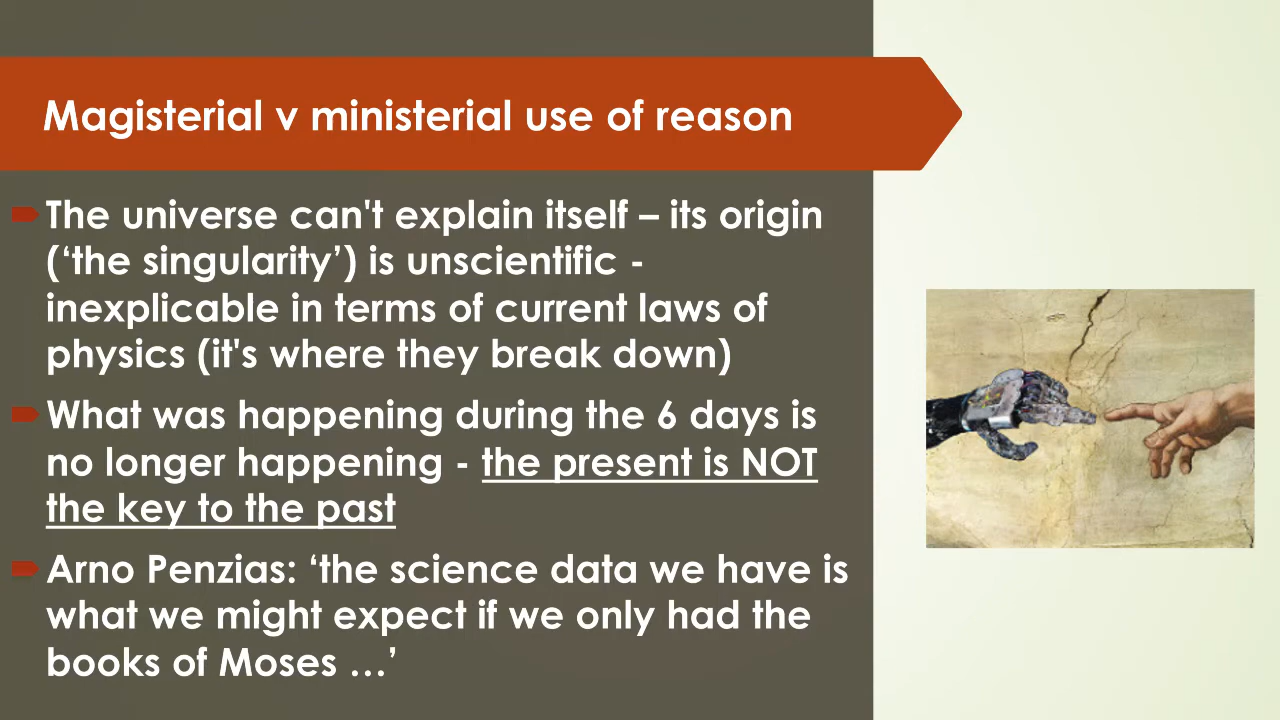 Magisterial v ministerial use of reason
The universe can't explain itself – its origin
(‘the singularity’) is unscientific -
inexplicable in terms of current laws of
physics (it's where they break down)
What was happening during the 6 days is
no longer happening - the present is NOT
the key to the past
Arno Penzias: ‘the science data we have is
what we might expect if we only had the
books of Moses …’